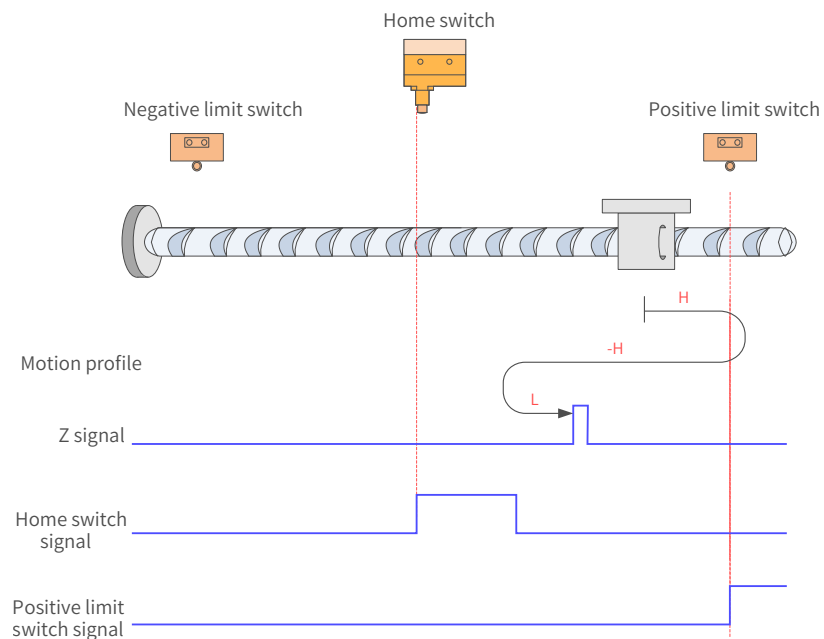 Home switch
Negative limit switch
Positive limit switch
H
-H
Motion profile
L
Z signal
Home switch
signal
Positive limit
switch signal